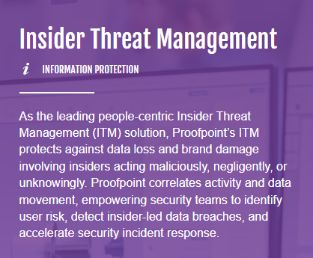 Insider Threat Management
i INFORMATION PROTECTION
As the leading people-centric Insider Threat
Management (ITM) solution, Proofpoint's ITM
protects against data loss and brand damage
involving insiders acting maliciously, negligently, or
unknowingly. Proofpoint correlates activity and data
movement, empowering security teams to identify
user risk, detect insider-led data breaches, and
accelerate security incident response.